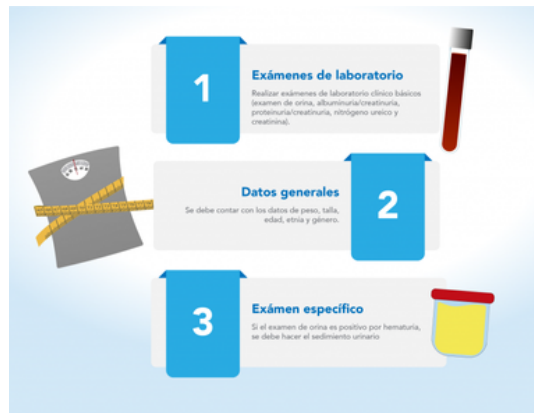 1
Exámenes de laboratorio
Realizar exámenes de laboratorio clínico básicos
(examen de orina, albuminuria/creatinuria,
proteinuria/creatinuria, nitrógeno ureico y
creatinina).
Datos generales
Se debe contar con los datos de peso, talla,
edad, etnia y género.
2
3
Exámen específico
Si el examen de orina es positivo por hematuria,
se debe hacer el sedimento urinario